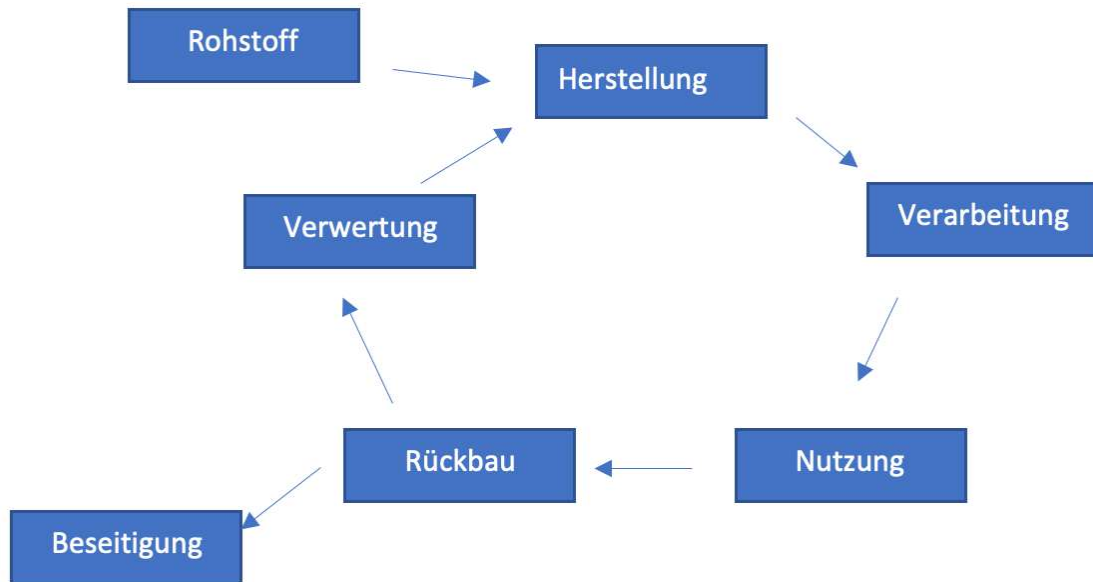 Rohstoff
Herstellung
Verwertung
Verarbeitung
Rückbau
Nutzung
Beseitigung